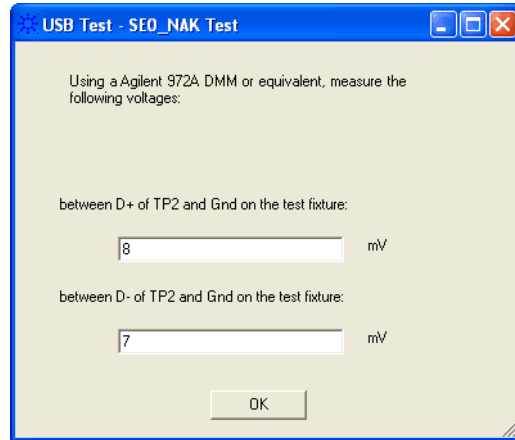 USB Test - SE0_NAK Test
Using a Agilent 972A DMM or equivalent, measure the
following voltages:
between D+ of TP2 and Gnd on the test fixture:
8 mV
between D- of TP2 and Gnd on the test fixture:
7 mV
OK